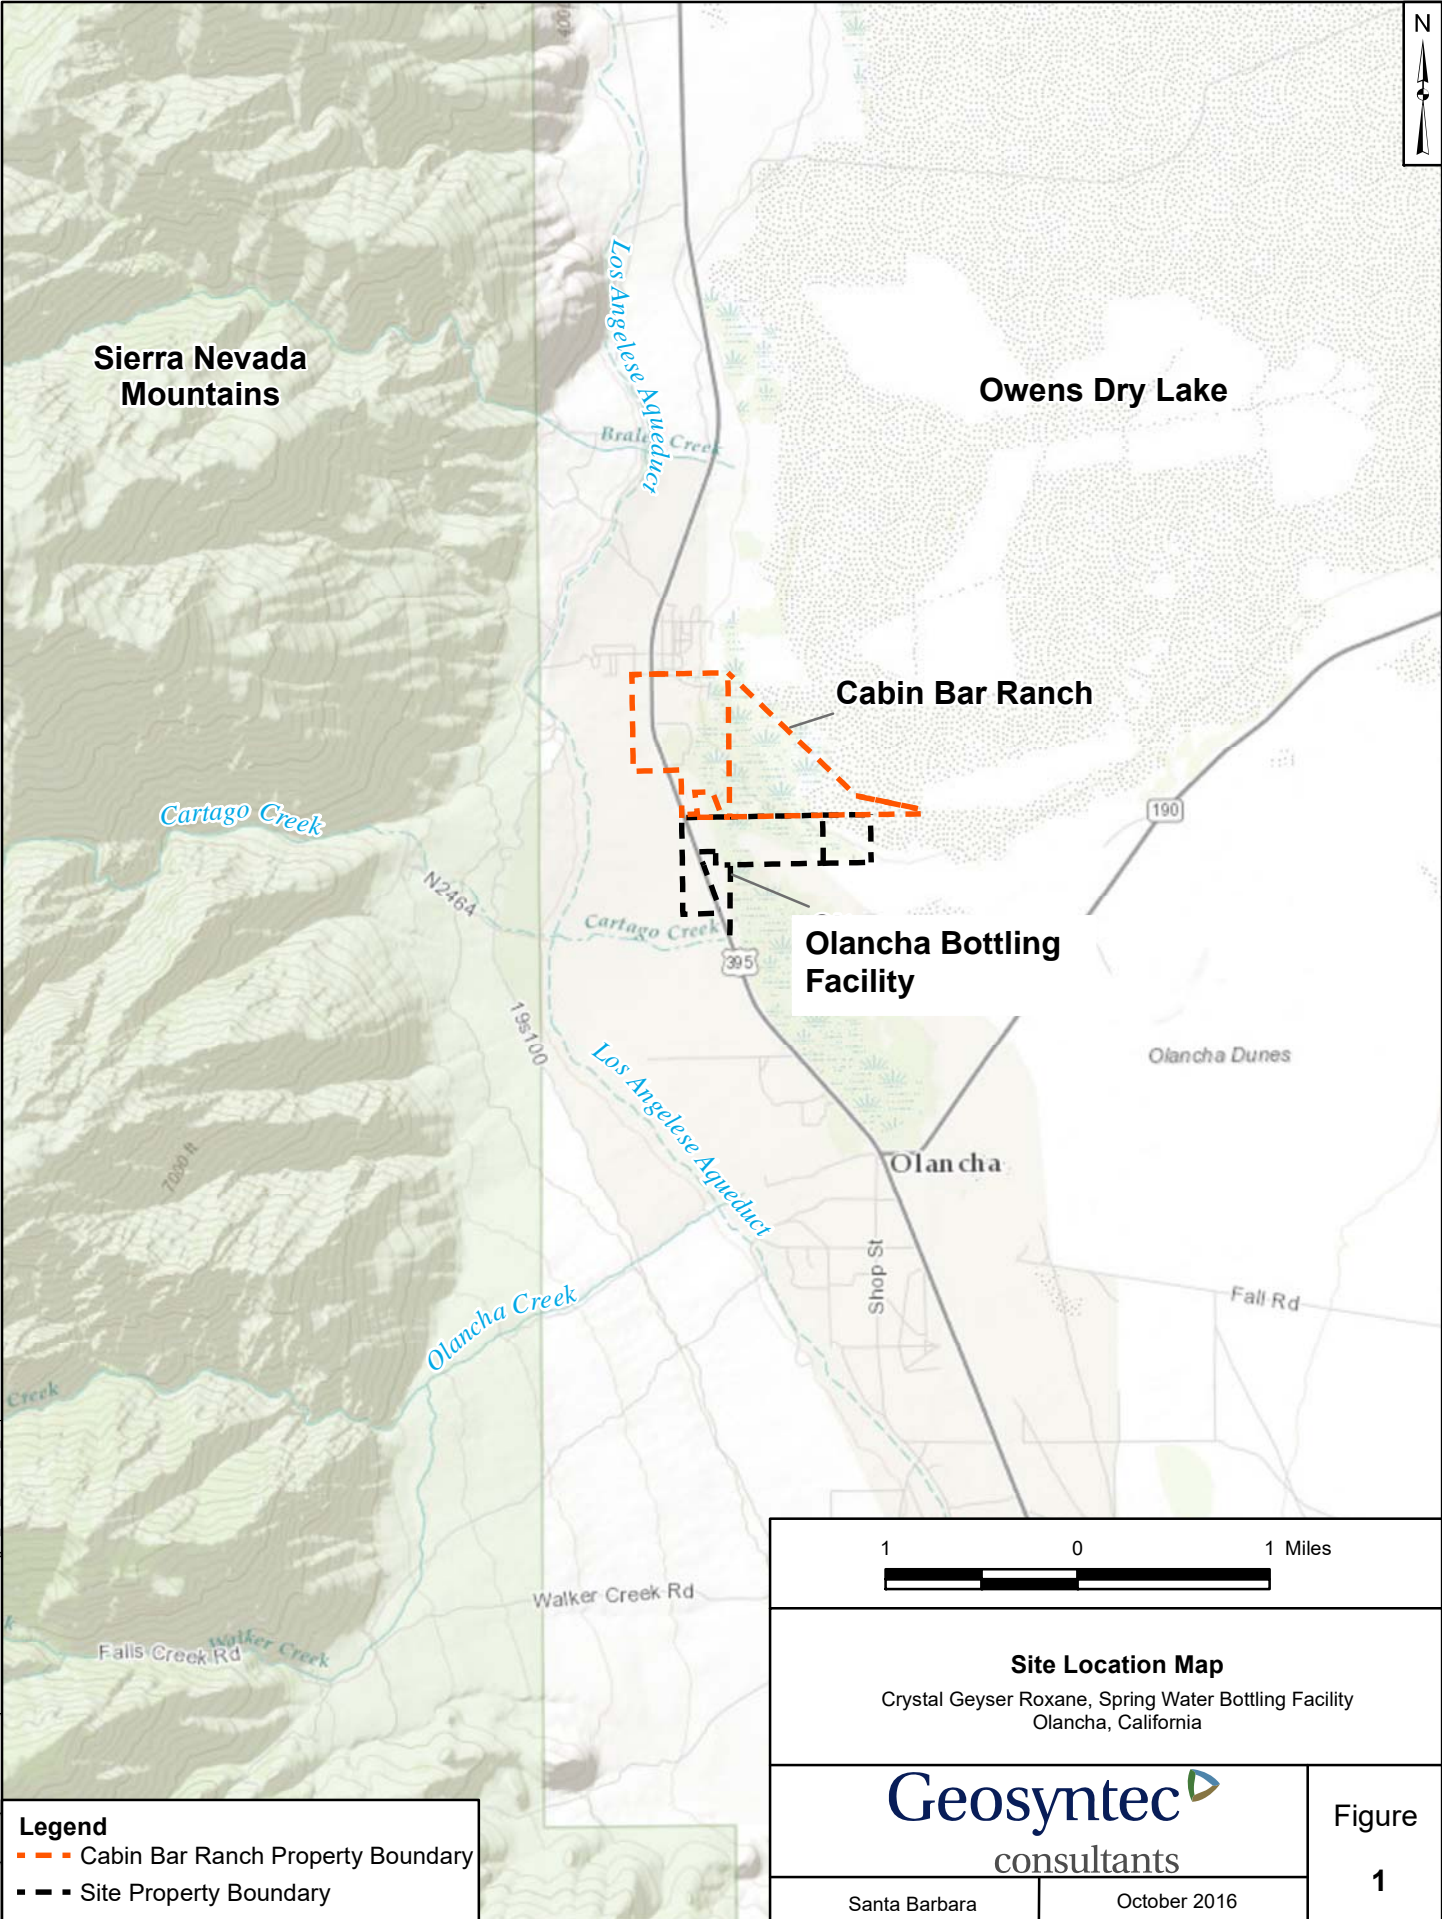 N
400
Los Angelese Aqueduct
Sierra Nevada
Mountains
Owens Dry Lake
Creek
Cabin Bar Ranch
190
Cartago Creek
N2464
Cartago Creek
Olancha Bottling
Facility
395
19s100
Los Angelese Aqueduct
Olancha Dunes
7000 ft
Olancha
Shop St
Olancha Creek
Fall Rd
Creek
1 0 1 Miles
Walker Creek Rd
Falls Creek Rd
Walker Creek
k
Site Location Map
Crystal Geyser Roxane, Spring Water Bottling Facility
Olancha, California
Geosyntec
consultants
Figure
1
Santa Barbara
October 2016
Legend
Cabin Bar Ranch Property Boundary
Site Property Boundary